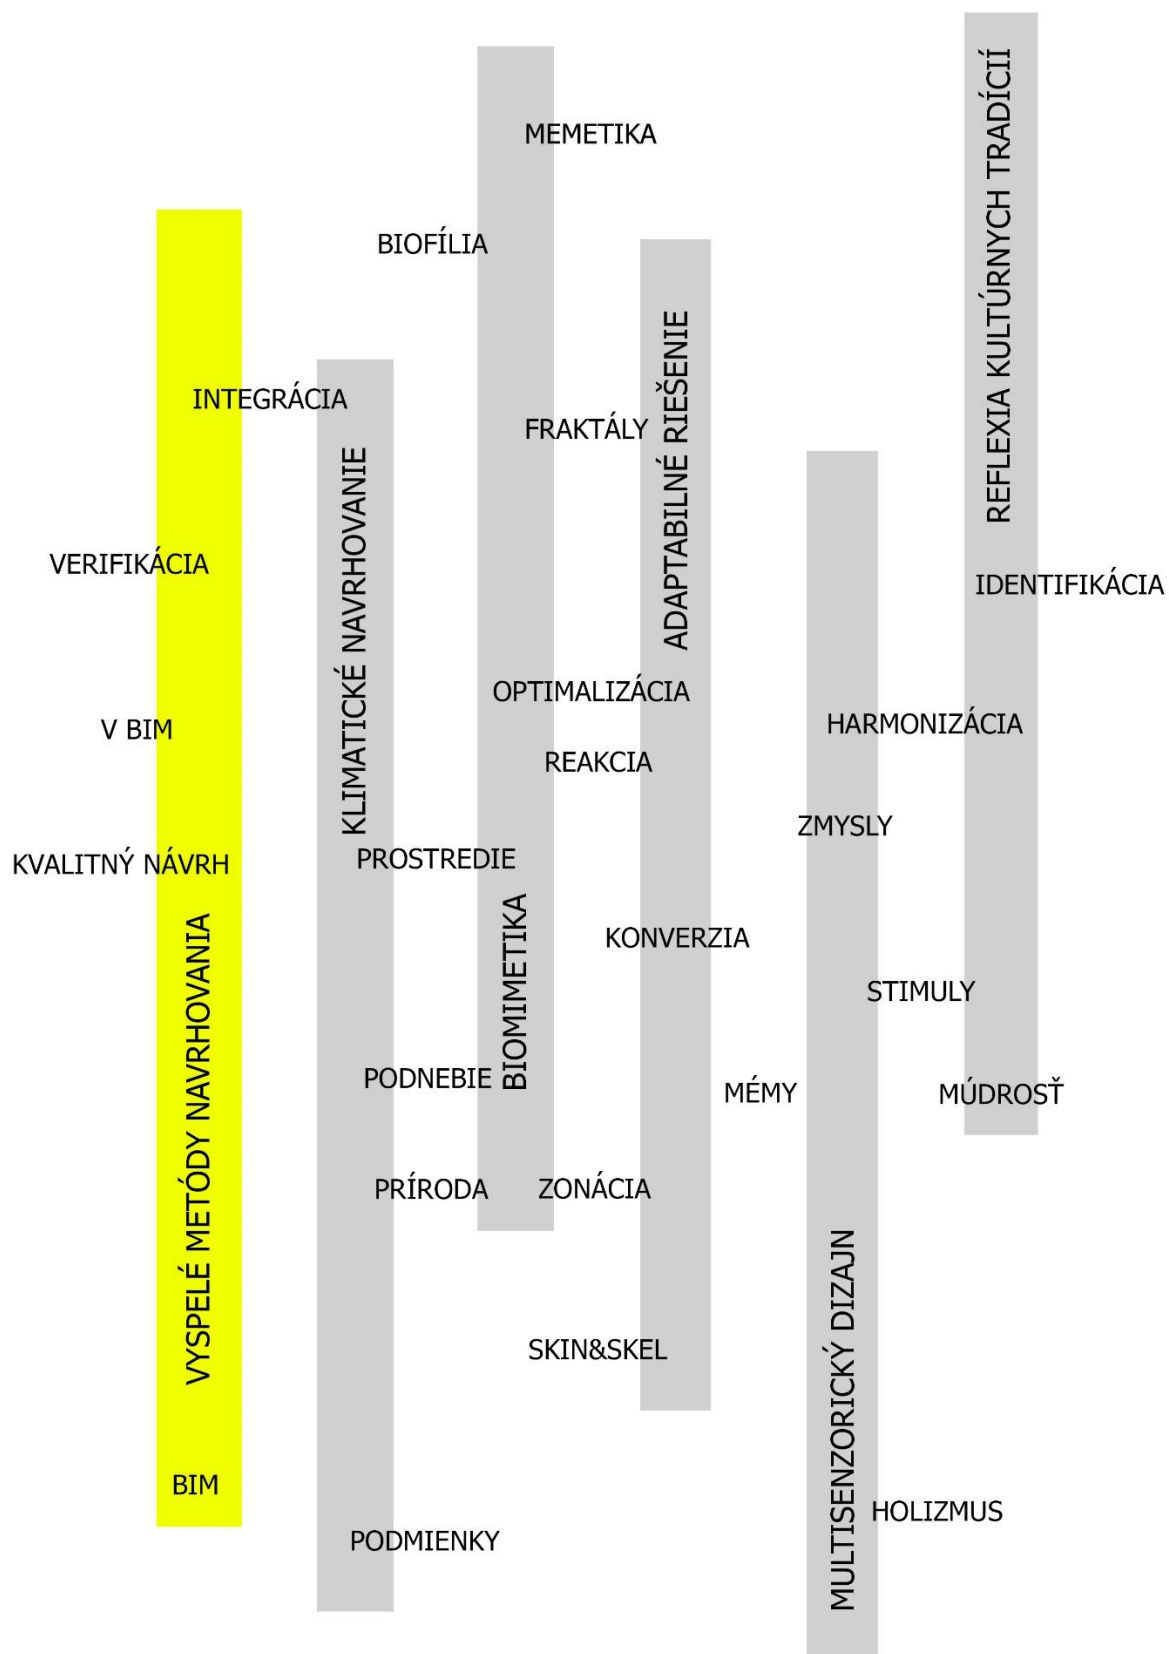 MEMETIKA
BIOFÍLIA
INTEGRÁCIA
FRAKTÁLY
VERIFIKÁCIA
IDENTIFIKÁCIA
OPTIMALIZÁCIA
V BIM
HARMONIZÁCIA
REAKCIA
ZMYSLY
KVALITNÝ NÁVRH
PROSTREDIE
KONVERZIA
STIMULY
PODNEBIE
MÉMY
MÚDROSŤ
PRÍRODA
ZONÁCIA
SKIN&SKEL
BIM
HOLIZMUS
PODMIENKY
VYSPELÉ METÓDY NAVRHOVANIA
KLIMATICKÉ NAVRHOVANIE
BIOMIMETIKA
ADAPTABILNÉ RIEŠENIE
MULTISENZORICKÝ DIZAJN
REFLEXIA KULTÚRNYCH TRADÍCIÍ